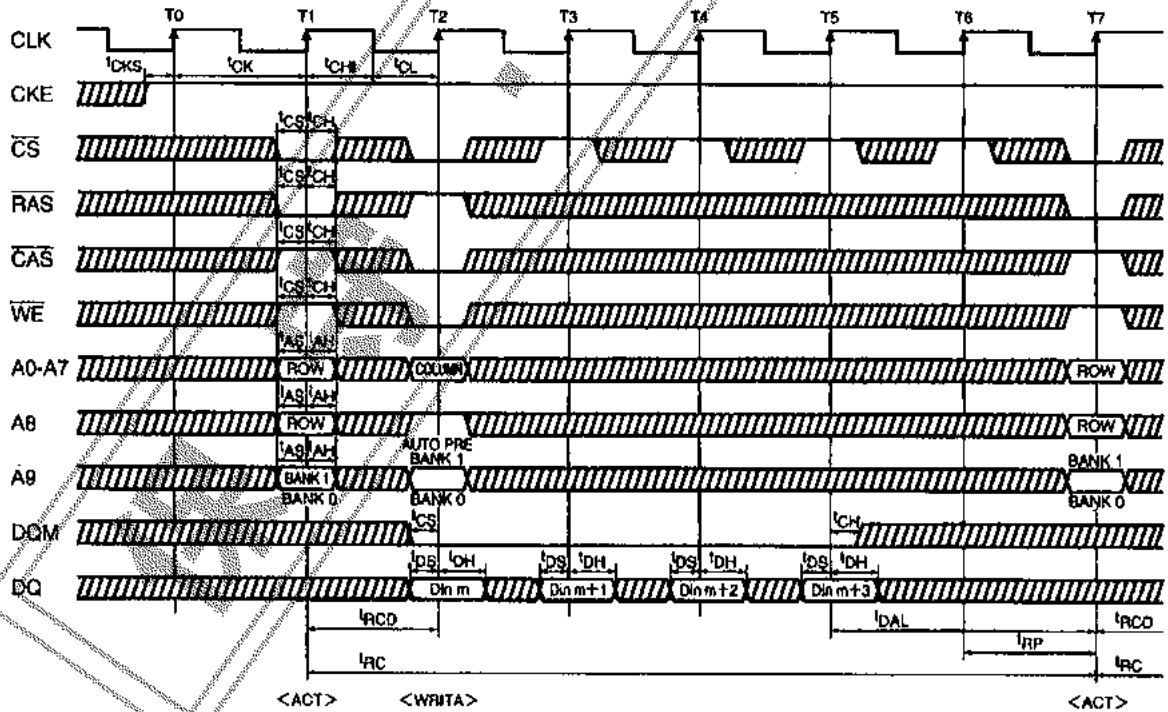 T0 T1 T2 T3 T4 T5 T6 T7
CLK
tCKS tCK tCHI tCL
CKE
tCS tCH
CS
tCS tCH
RAS
tCS tCH
CAS
tCS tCH
WE
tAS tAH
A0-A7 ROW COLUMN ROW
tAS tAH
A8 ROW ROW
tAS tAH AUTO PRE
BANK 1 BANK 1
A9 BANK 1
BANK 0 BANK 0 BANK 0
tCS tCH
DQM
tDS tDH tDS tDH tDS tDH tDS tDH
DQ Din m Din m+1 Din m+2 Din m+3
tRCD tDAL tRCD
tRP
tRC tRC
<ACT> <WRITA> <ACT>